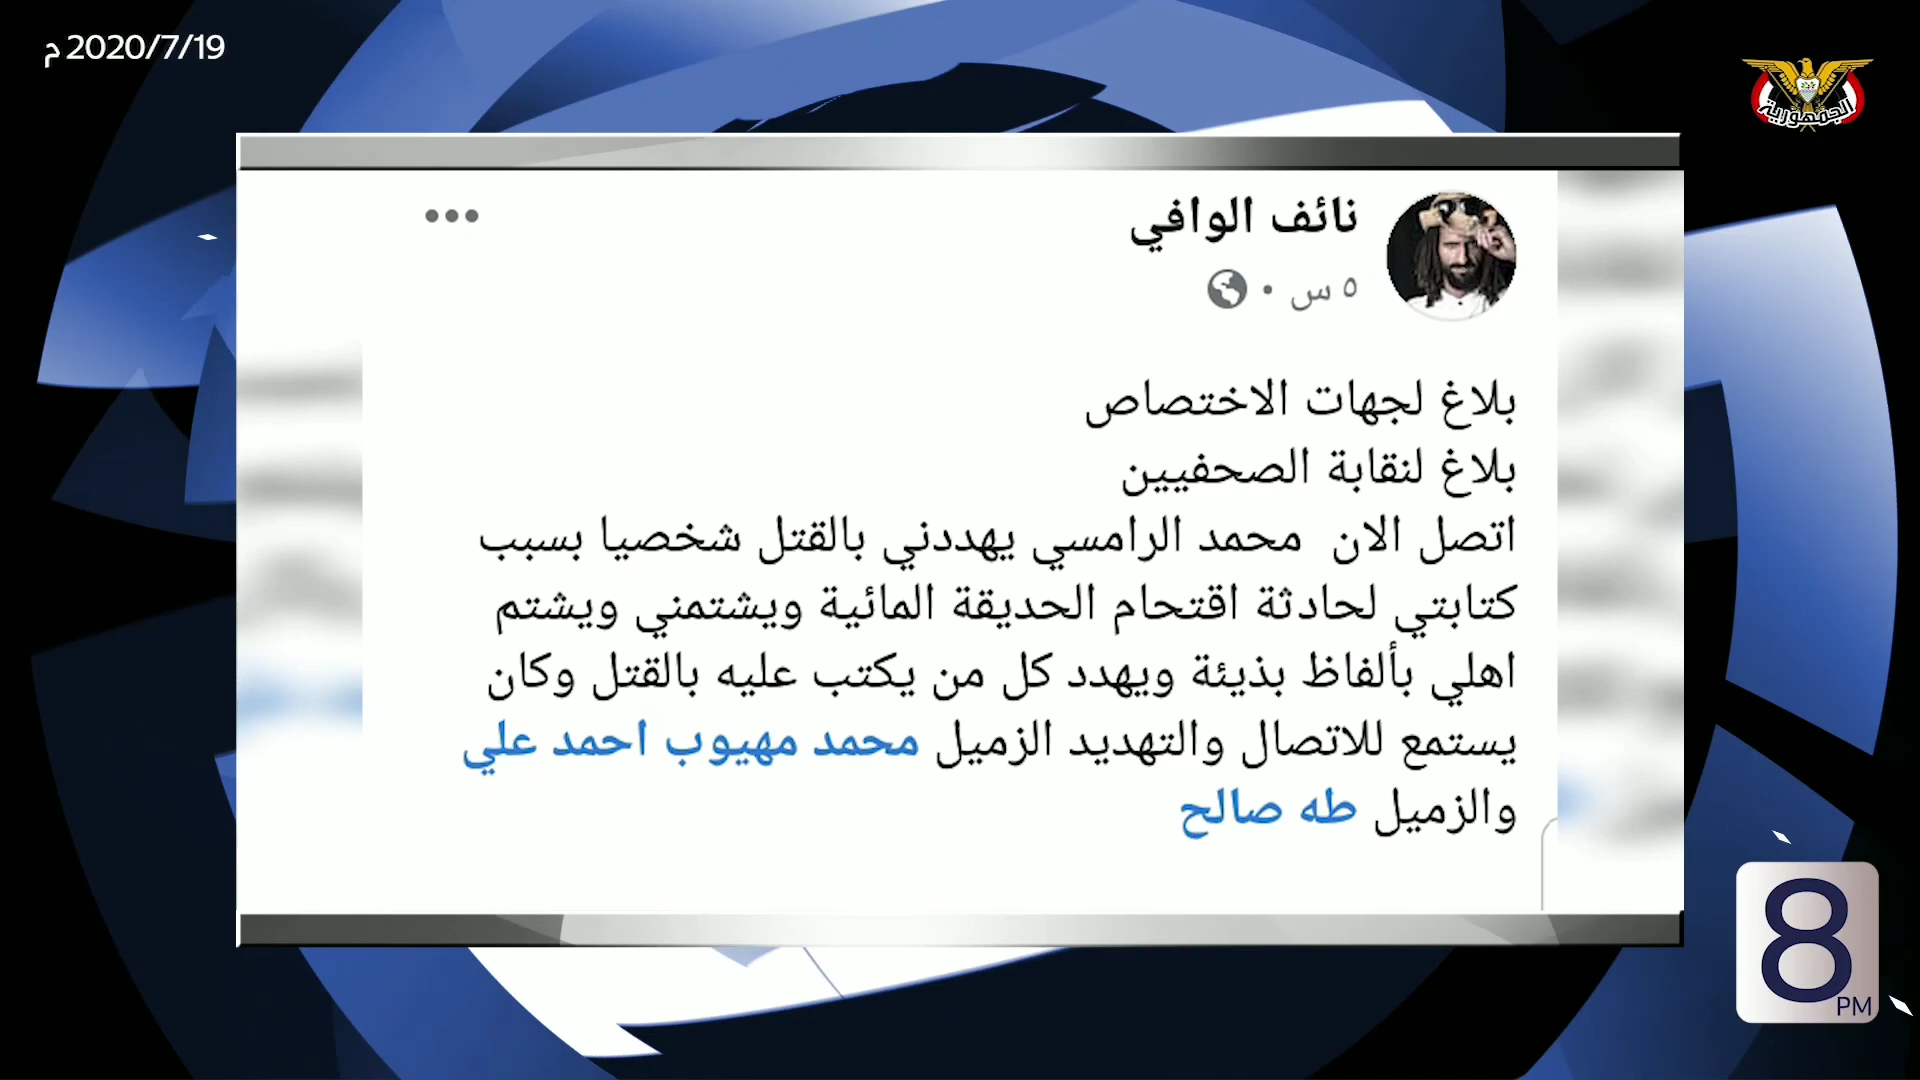 2020/7/19 م
الجمهورية
نائف الوافي
٥ س •
بلاغ لجهات الاختصاص
بلاغ لنقابة الصحفيين
اتصل الان محمد الرامسي يهددني بالقتل شخصيا بسبب
كتابتي لحادثة اقتحام الحديقة المائية ويشتمني ويشتم
اهلي بألفاظ بذيئة ويهدد كل من يكتب عليه بالقتل وكان
يستمع للاتصال والتهديد الزميل محمد مهيوب احمد علي
والزميل طه صالح
8
PM